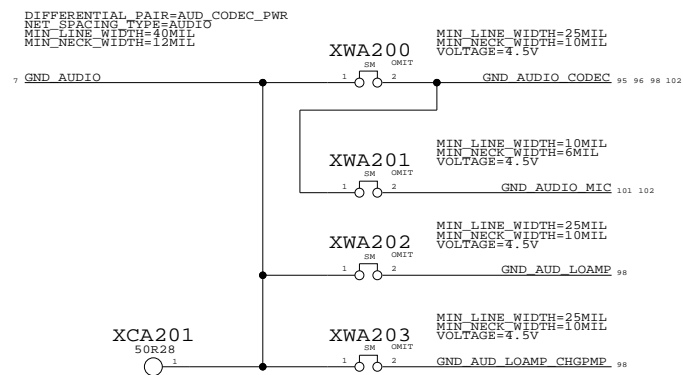 DIFFERENTIAL_PAIR=AUD_CODEC_PWR
NET_SPACING_TYPE=AUDIO
MIN_LINE_WIDTH=40MIL
MIN_NECK_WIDTH=12MIL
XWA200
SM
OMIT
MIN_LINE_WIDTH=25MIL
MIN_NECK_WIDTH=10MIL
VOLTAGE=4.5V
7 GND_AUDIO
1 2
GND_AUDIO_CODEC 95 96 98 102
XWA201
SM
OMIT
MIN_LINE_WIDTH=10MIL
MIN_NECK_WIDTH=6MIL
VOLTAGE=4.5V
1 2
GND_AUDIO_MIC 101 102
XWA202
SM
OMIT
MIN_LINE_WIDTH=25MIL
MIN_NECK_WIDTH=10MIL
VOLTAGE=4.5V
1 2
GND_AUD_LOAMP 98
XCA201
50R28
1
XWA203
SM
OMIT
MIN_LINE_WIDTH=25MIL
MIN_NECK_WIDTH=10MIL
VOLTAGE=4.5V
1 2
GND_AUD_LOAMP_CHGPMP 98